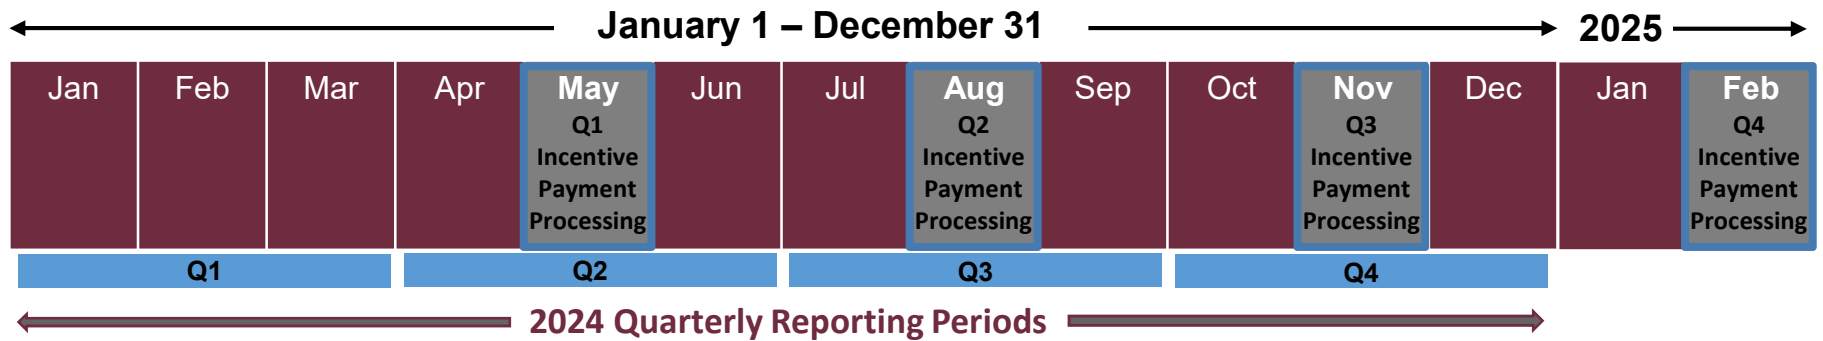 January 1 – December 31
2025
Jan
Feb
Mar
Apr
May
Q1
Incentive
Payment
Processing
Jun
Jul
Aug
Q2
Incentive
Payment
Processing
Sep
Oct
Nov
Q3
Incentive
Payment
Processing
Dec
Jan
Feb
Q4
Incentive
Payment
Processing
Q1
Q2
Q3
Q4
2024 Quarterly Reporting Periods